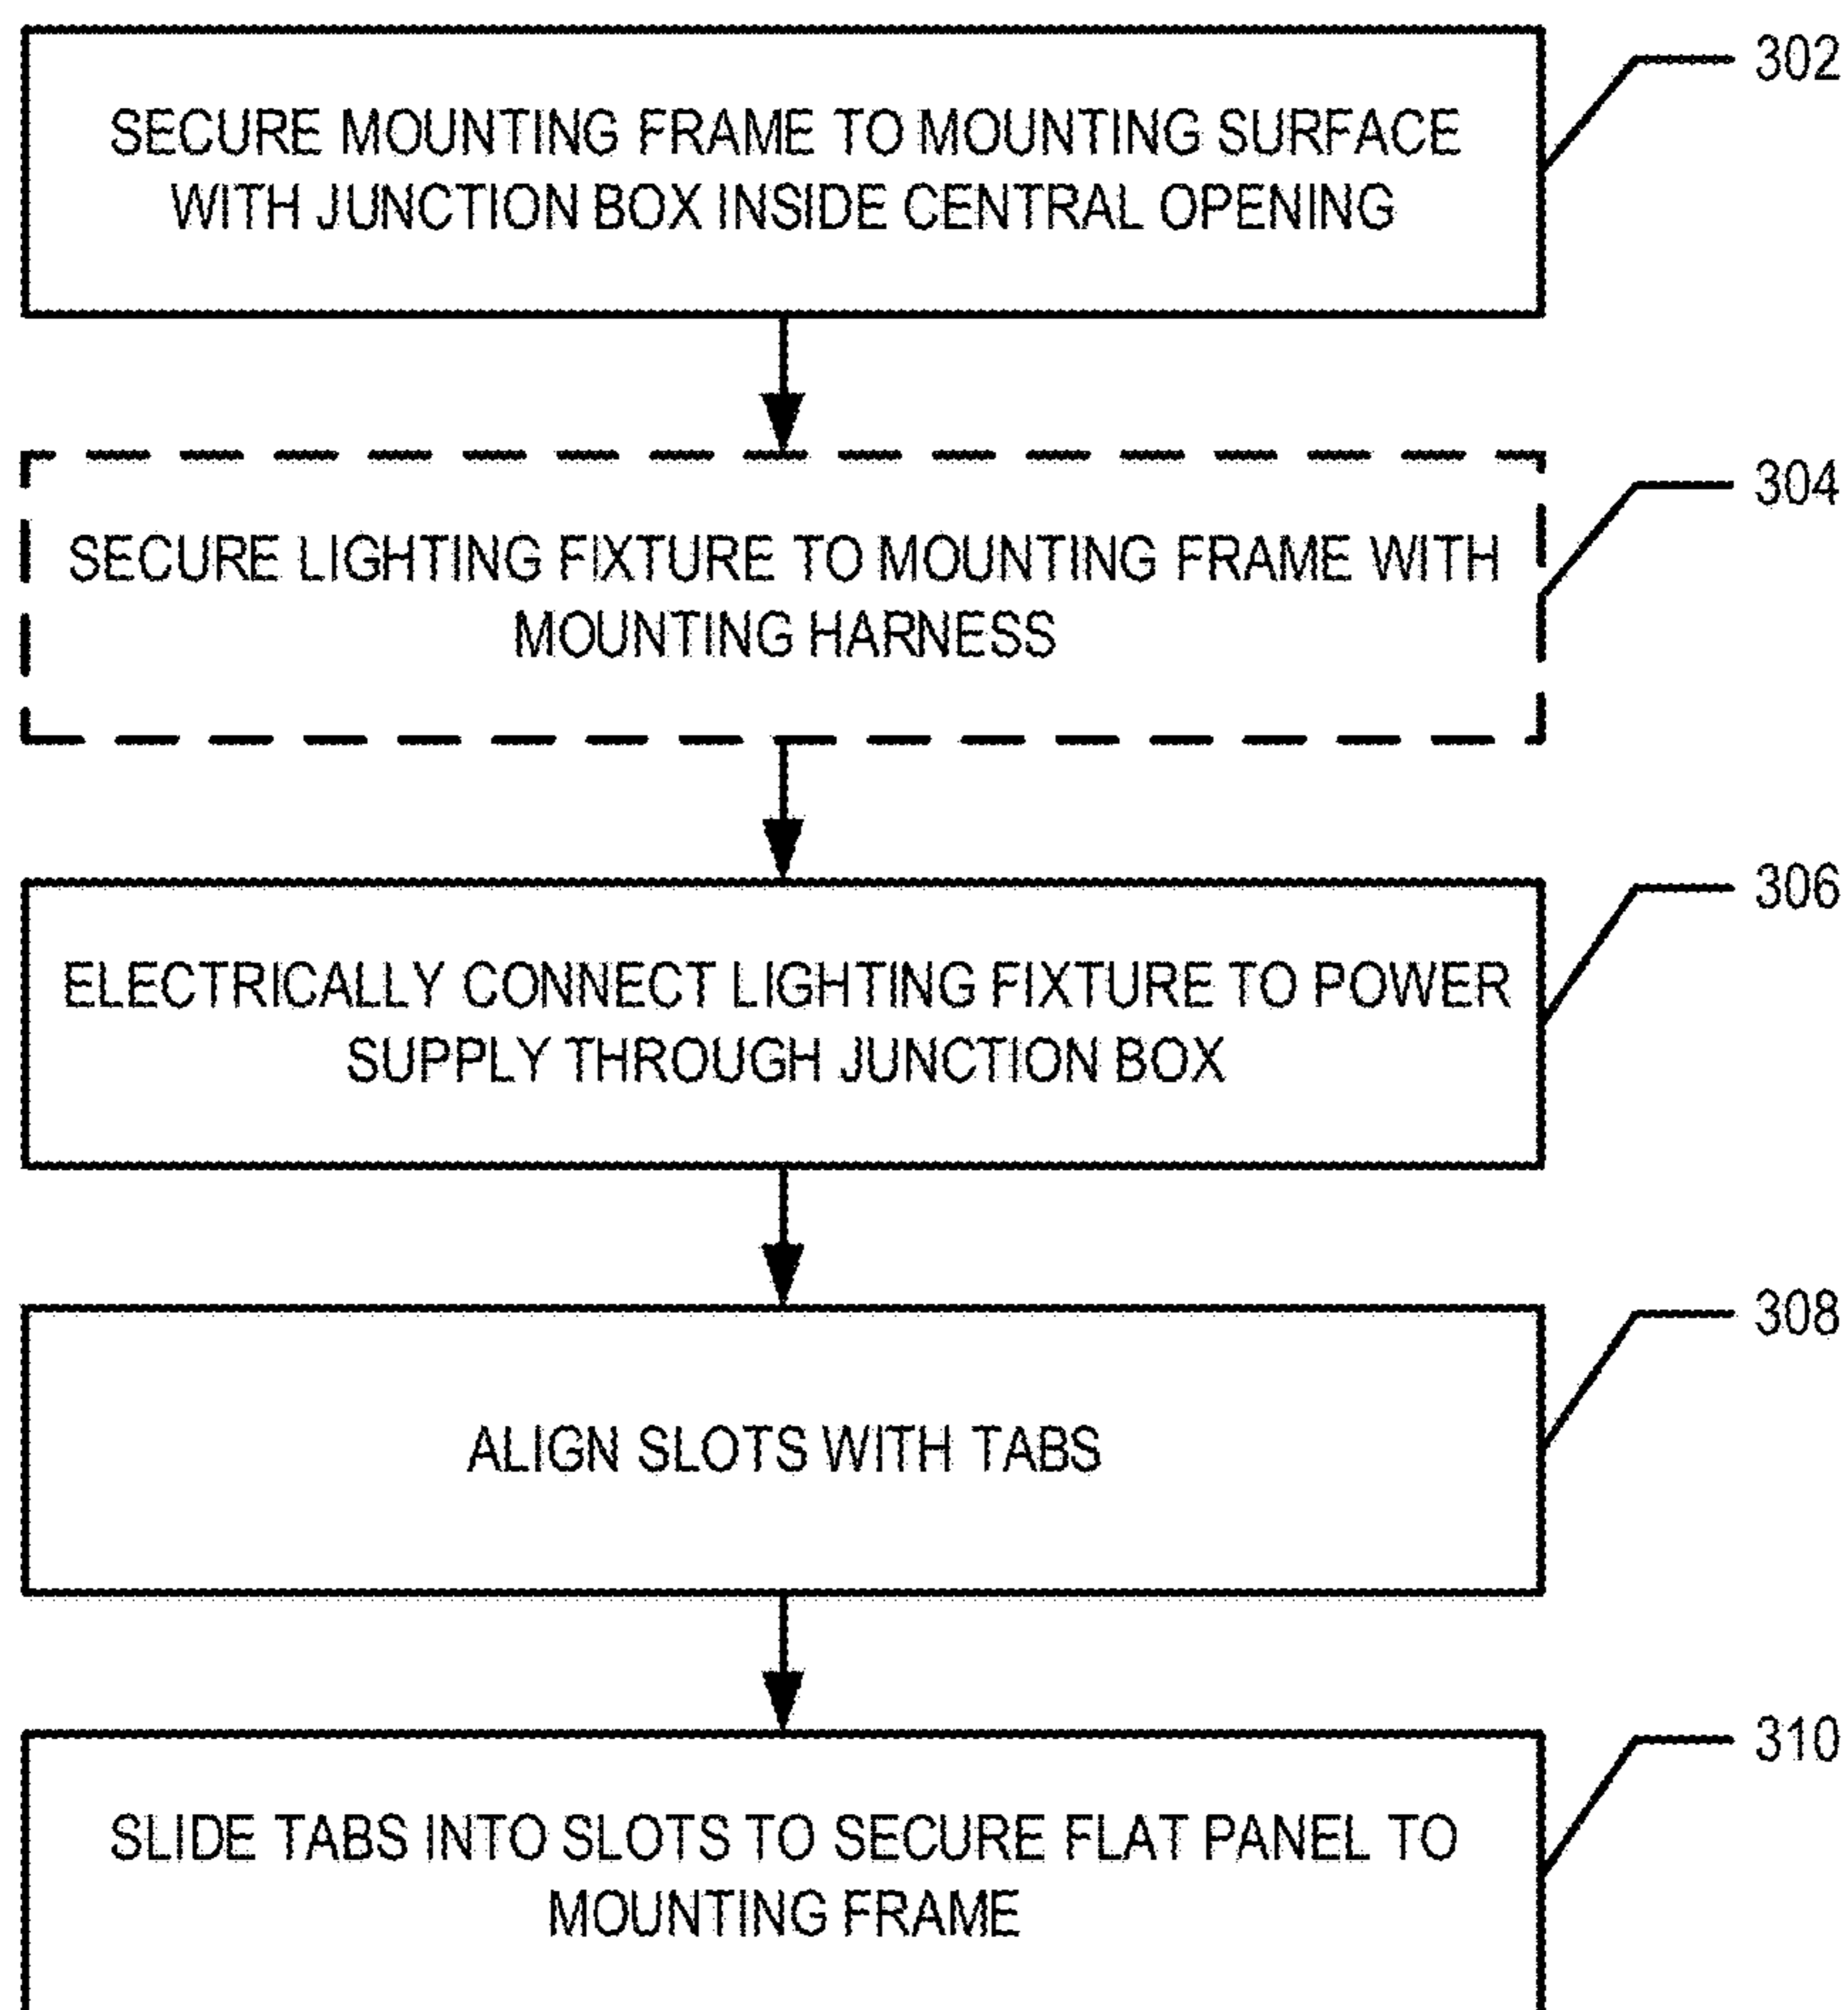 302
SECURE MOUNTING FRAME TO MOUNTING SURFACE
WITH JUNCTION BOX INSIDE CENTRAL OPENING
304
SECURE LIGHTING FIXTURE TO MOUNTING FRAME WITH
MOUNTING HARNESS
306
ELECTRICALLY CONNECT LIGHTING FIXTURE TO POWER
SUPPLY THROUGH JUNCTION BOX
308
ALIGN SLOTS WITH TABS
310
SLIDE TABS INTO SLOTS TO SECURE FLAT PANEL TO
MOUNTING FRAME